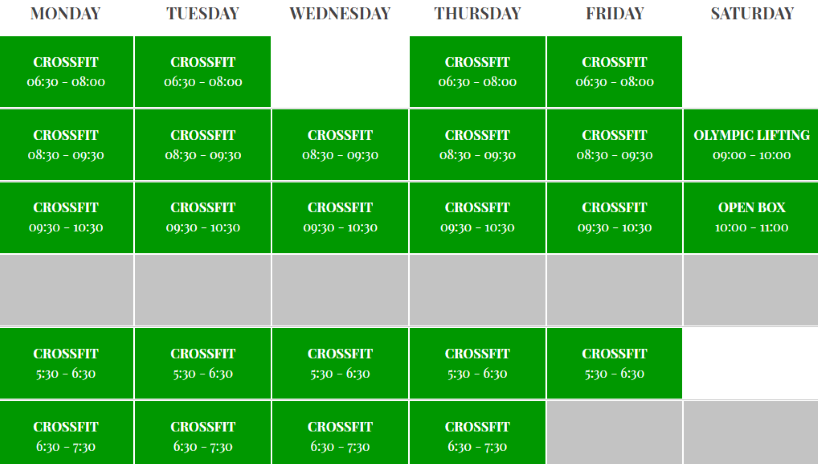 MONDAY TUESDAY WEDNESDAY THURSDAY FRIDAY SATURDAY
CROSSFIT CROSSFIT CROSSFIT CROSSFIT
06:30 - 08:00 06:30 - 08:00 06:30 - 08:00 06:30 - 08:00
CROSSFIT CROSSFIT CROSSFIT CROSSFIT CROSSFIT OLYMPIC LIFTING
08:30 - 09:30 08:30 - 09:30 08:30 - 09:30 08:30 - 09:30 08:30 - 09:30 09:00 - 10:00
CROSSFIT CROSSFIT CROSSFIT CROSSFIT CROSSFIT OPEN BOX
09:30 - 10:30 09:30 - 10:30 09:30 - 10:30 09:30 - 10:30 09:30 - 10:30 10:00 - 11:00
CROSSFIT CROSSFIT CROSSFIT CROSSFIT CROSSFIT
5:30 - 6:30 5:30 - 6:30 5:30 - 6:30 5:30 - 6:30 5:30 - 6:30
CROSSFIT CROSSFIT CROSSFIT CROSSFIT
6:30 - 7:30 6:30 - 7:30 6:30 - 7:30 6:30 - 7:30